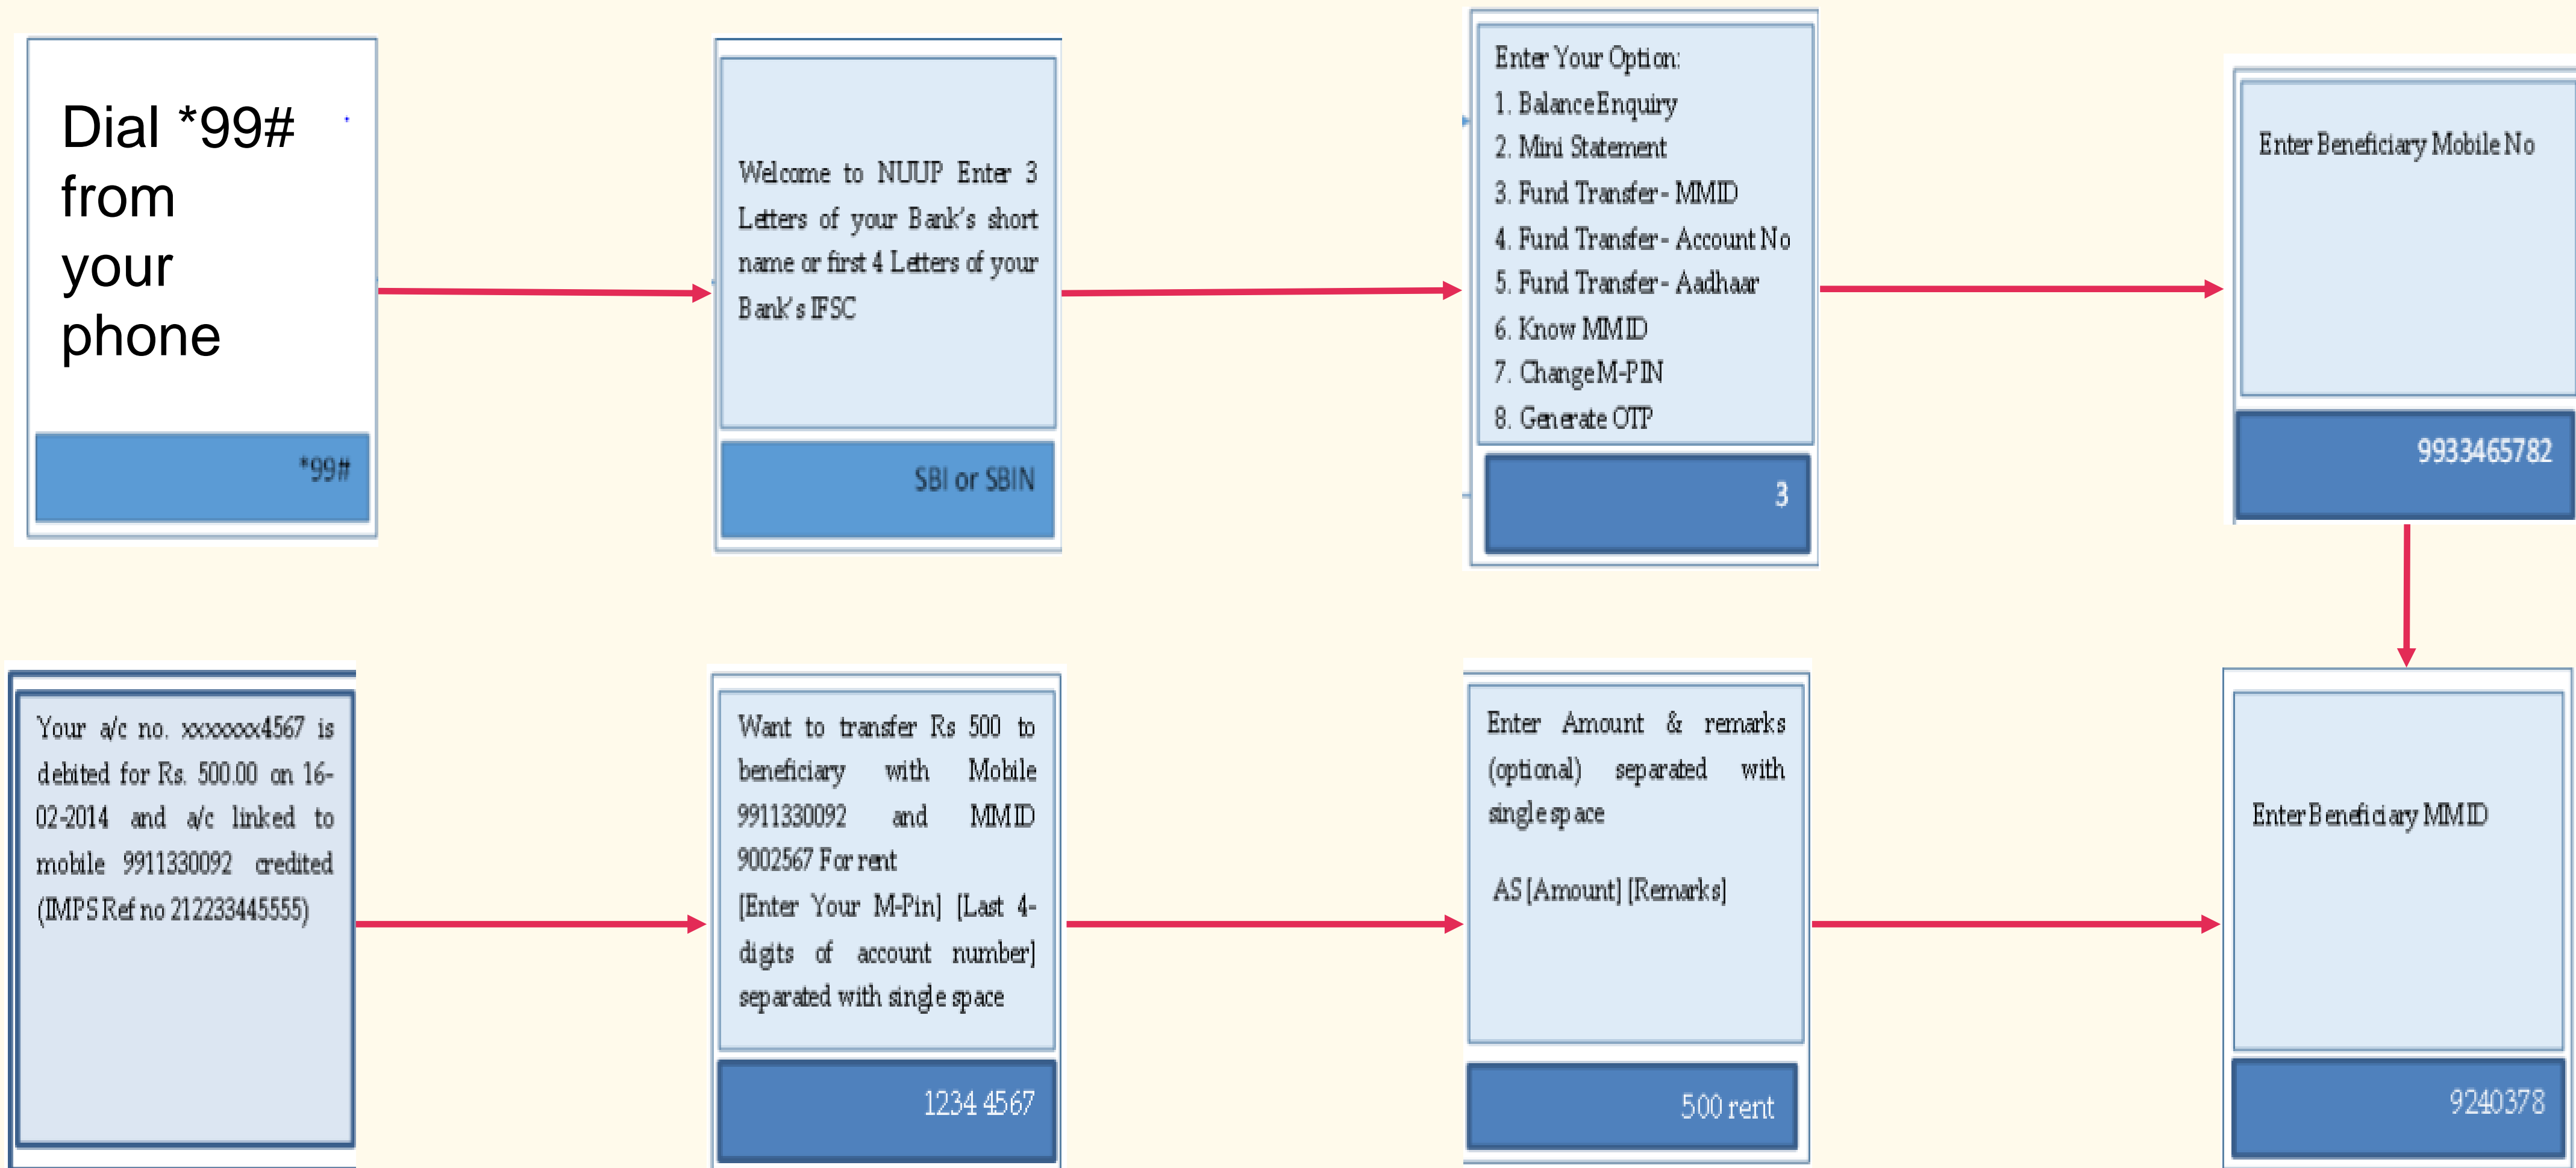 Dial *99#
from
your
phone
*99#
Welcome to NUUP Enter 3
Letters of your Bank's short
name or first 4 Letters of your
Bank's IFSC
SBI or SBIN
Enter Your Option:
1. Balance Enquiry
2. Mini Statement
3. Fund Transfer - MMID
4. Fund Transfer - Account No
5. Fund Transfer - Aadhaar
6. Know MMID
7. Change M-PIN
8. Generate OTP
3
Enter Beneficiary Mobile No
9933465782
Your a/c no. xxxxxxx4567 is
debited for Rs. 500.00 on 16-
02-2014 and a/c linked to
mobile 9911330092 credited
(IMPS Ref no 212233445555)
Want to transfer Rs 500 to
beneficiary with Mobile
9911330092 and MMID
9002567 For rent
[Enter Your M-Pin] [Last 4-
digits of account number]
separated with single space
1234 4567
Enter Amount & remarks
(optional) separated with
single space
AS [Amount] [Remarks]
500 rent
Enter Beneficiary MMID
9240378